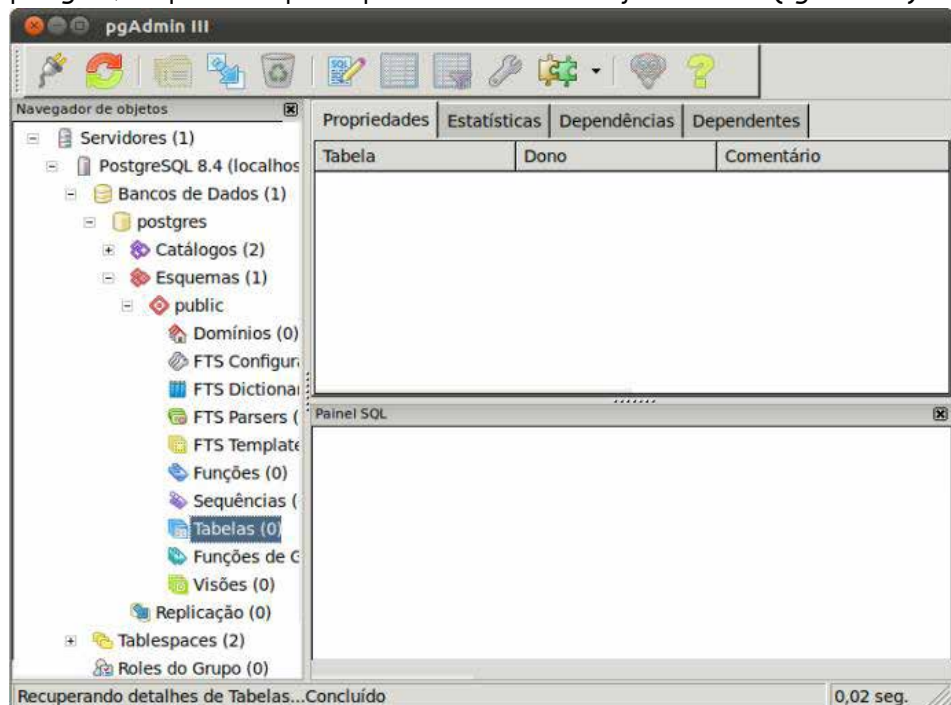 pgAdmin III
Navegador de objetos
Servidores (1)
PostgreSQL 8.4 (localhos
Bancos de Dados (1)
postgres
Catálogos (2)
Esquemas (1)
public
Domínios (0)
FTS Configur
FTS Dictiona
FTS Parsers (
FTS Template
Funções (0)
Sequências (
Tabelas (0)
Funções de G
Visões (0)
Replicação (0)
Tablespaces (2)
Roles do Grupo (0)
SQL
Propriedades Estatísticas Dependências Dependentes
Tabela Dono Comentário
Painel SQL
Recuperando detalhes de Tabelas...Concluído 0,02 seg.